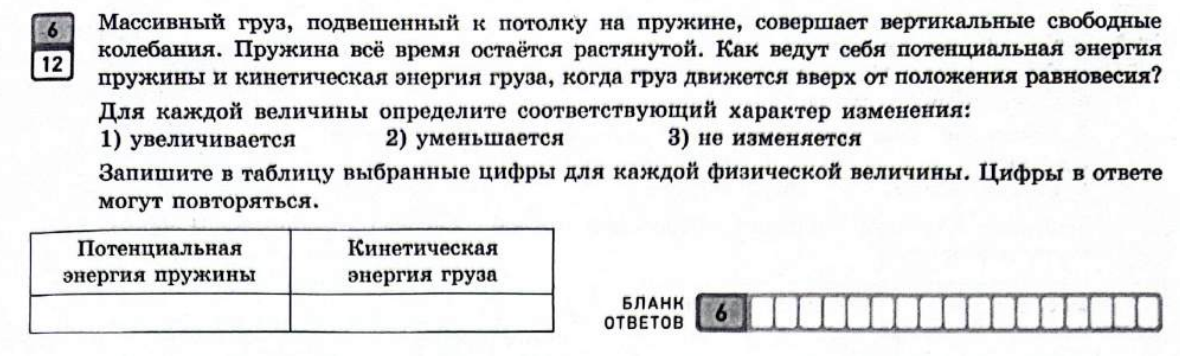 6
12
Массивный груз, подвешенный к потолку на пружине, совершает вертикальные свободные
колебания. Пружина всё время остаётся растянутой. Как ведут себя потенциальная энергия
пружины и кинетическая энергия груза, когда груз движется вверх от положения равновесия?
Для каждой величины определите соответствующий характер изменения:
1) увеличивается 2) уменьшается 3) не изменяется
Запишите в таблицу выбранные цифры для каждой физической величины. Цифры в ответе
могут повторяться.
Потенциальная
энергия пружины
Кинетическая
энергия груза
БЛАНК
ОТВЕТОВ
6